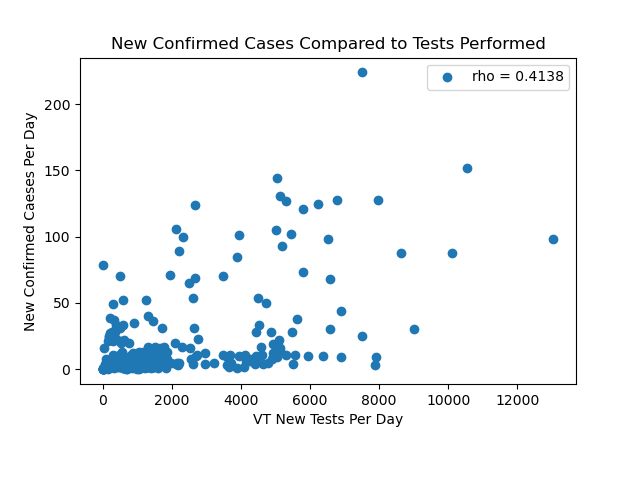 New Confirmed Cases Compared to Tests Performed
rho = 0.4138
New Confirmed Caeses Per Day
200
150
100
50
0
0 2000 4000 6000 8000 10000 12000
VT New Tests Per Day